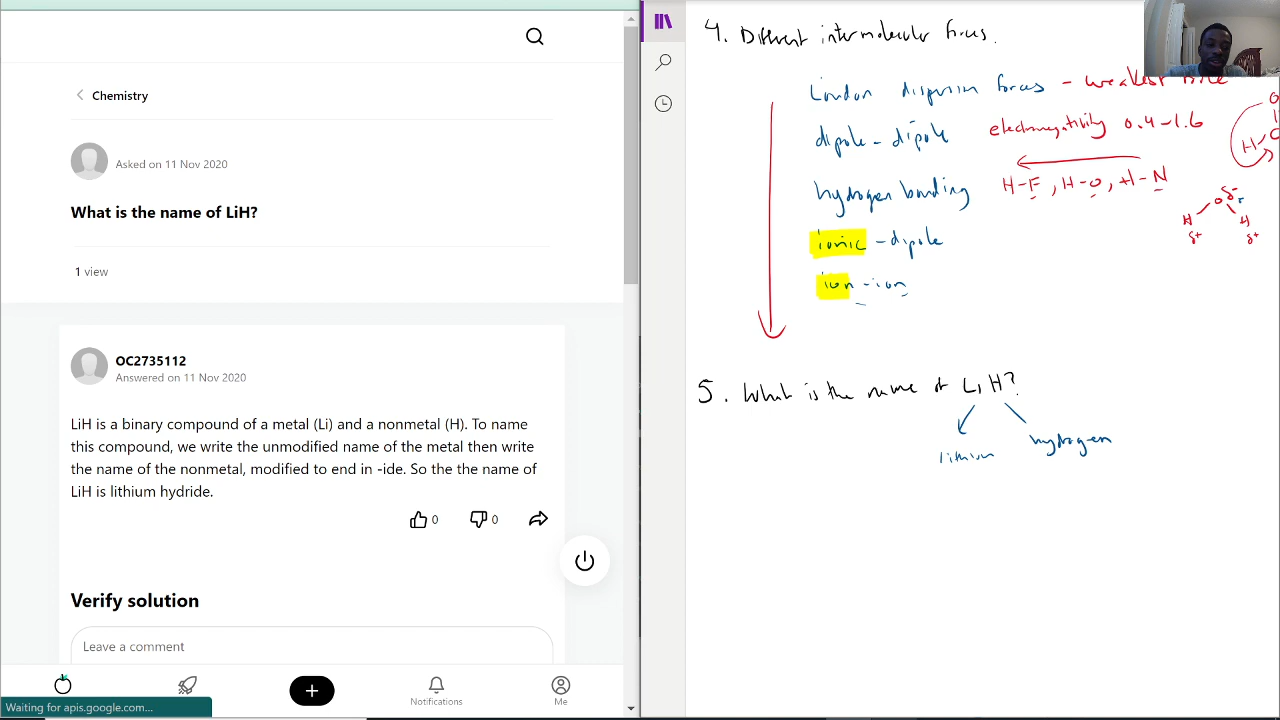 Chemistry
Asked on 11 Nov 2020
What is the name of LiH?
1 view
OC2735112
Answered on 11 Nov 2020
LiH is a binary compound of a metal (Li) and a nonmetal (H). To name
this compound, we write the unmodified name of the metal then write
the name of the nonmetal, modified to end in -ide. So the the name of
LiH is lithium hydride.
0
0
Verify solution
Leave a comment
Notifications
Me
Waiting for apis.google.com...
4. Different intermolecular forces.
London dispersion forces - weakest
dipole - dipole electronegativity 0.4-1.6
hydrogen bonding H-F, H-O, H-N
ionic - dipole
ion - ion
H
O δ-
H
H
δ+
δ+
5. What is the name of LiH?
lithium
hydrogen